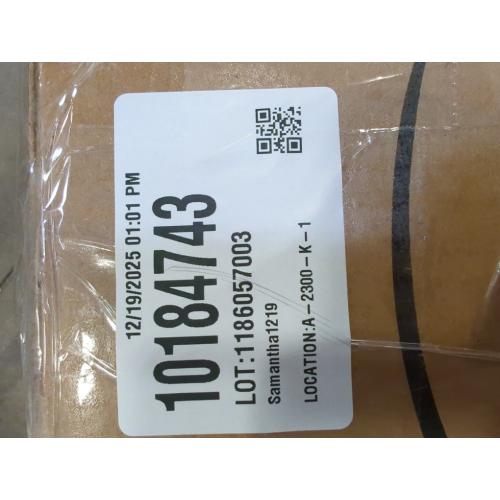 12/19/2025 01:01 PM
10184743
LOT:1186057003
Samantha1219
LOCATION:A-2300-K-1